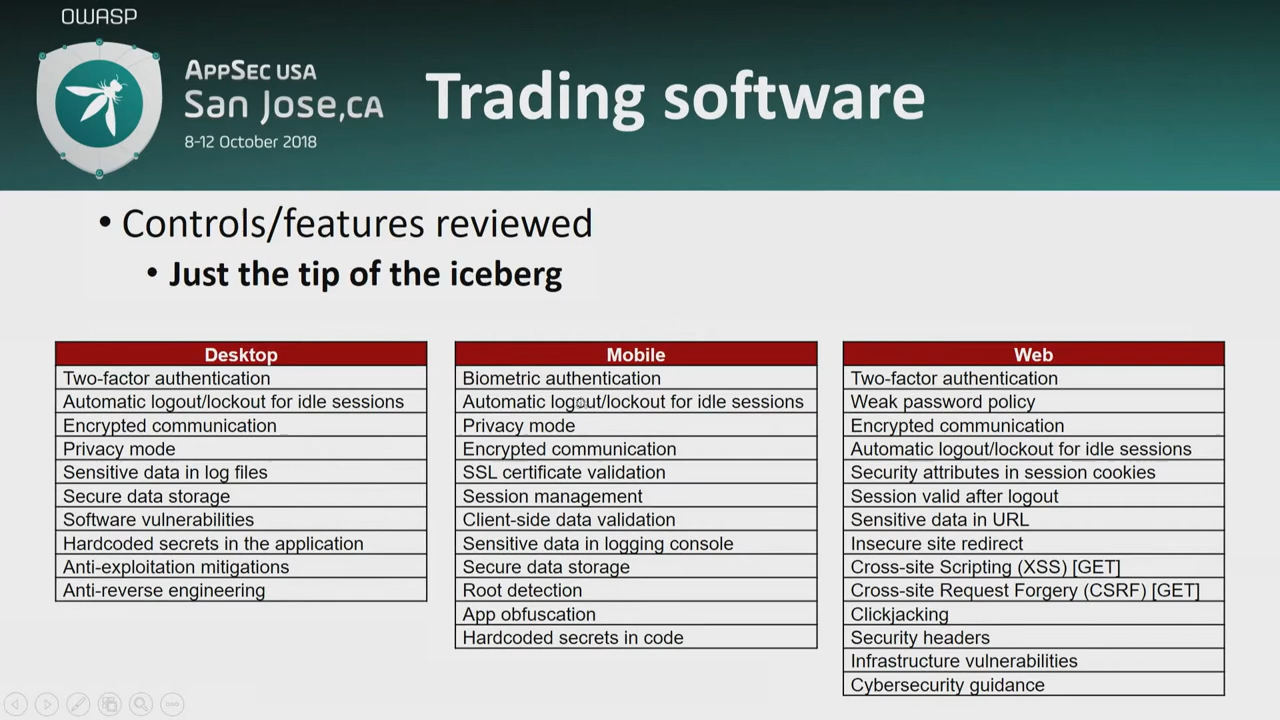 OWASP
APPSEC USA
San Jose,CA
8-12 October 2018
Trading software
• Controls/features reviewed
• Just the tip of the iceberg
Desktop
Two-factor authentication
Automatic logout/lockout for idle sessions
Encrypted communication
Privacy mode
Sensitive data in log files
Secure data storage
Software vulnerabilities
Hardcoded secrets in the application
Anti-exploitation mitigations
Anti-reverse engineering
Mobile
Biometric authentication
Automatic logout/lockout for idle sessions
Privacy mode
Encrypted communication
SSL certificate validation
Session management
Client-side data validation
Sensitive data in logging console
Secure data storage
Root detection
App obfuscation
Hardcoded secrets in code
Web
Two-factor authentication
Weak password policy
Encrypted communication
Automatic logout/lockout for idle sessions
Security attributes in session cookies
Session valid after logout
Sensitive data in URL
Insecure site redirect
Cross-site Scripting (XSS) [GET]
Cross-site Request Forgery (CSRF) [GET]
Clickjacking
Security headers
Infrastructure vulnerabilities
Cybersecurity guidance